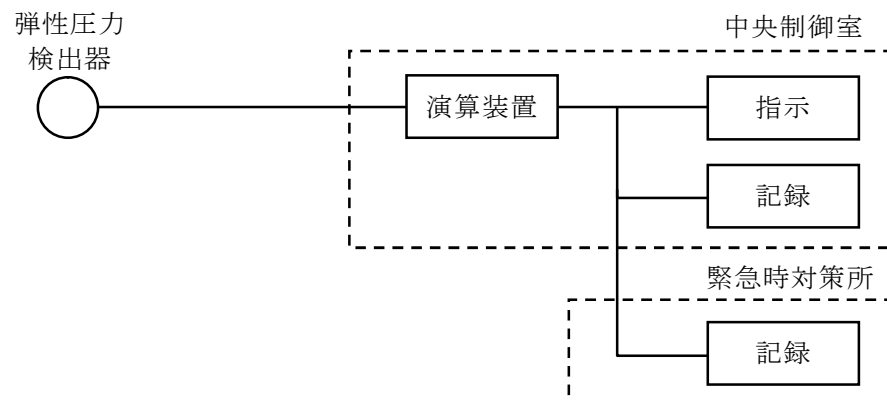 弾性圧力
検出器
中央制御室
演算装置
指示
記録
緊急時対策所
記録